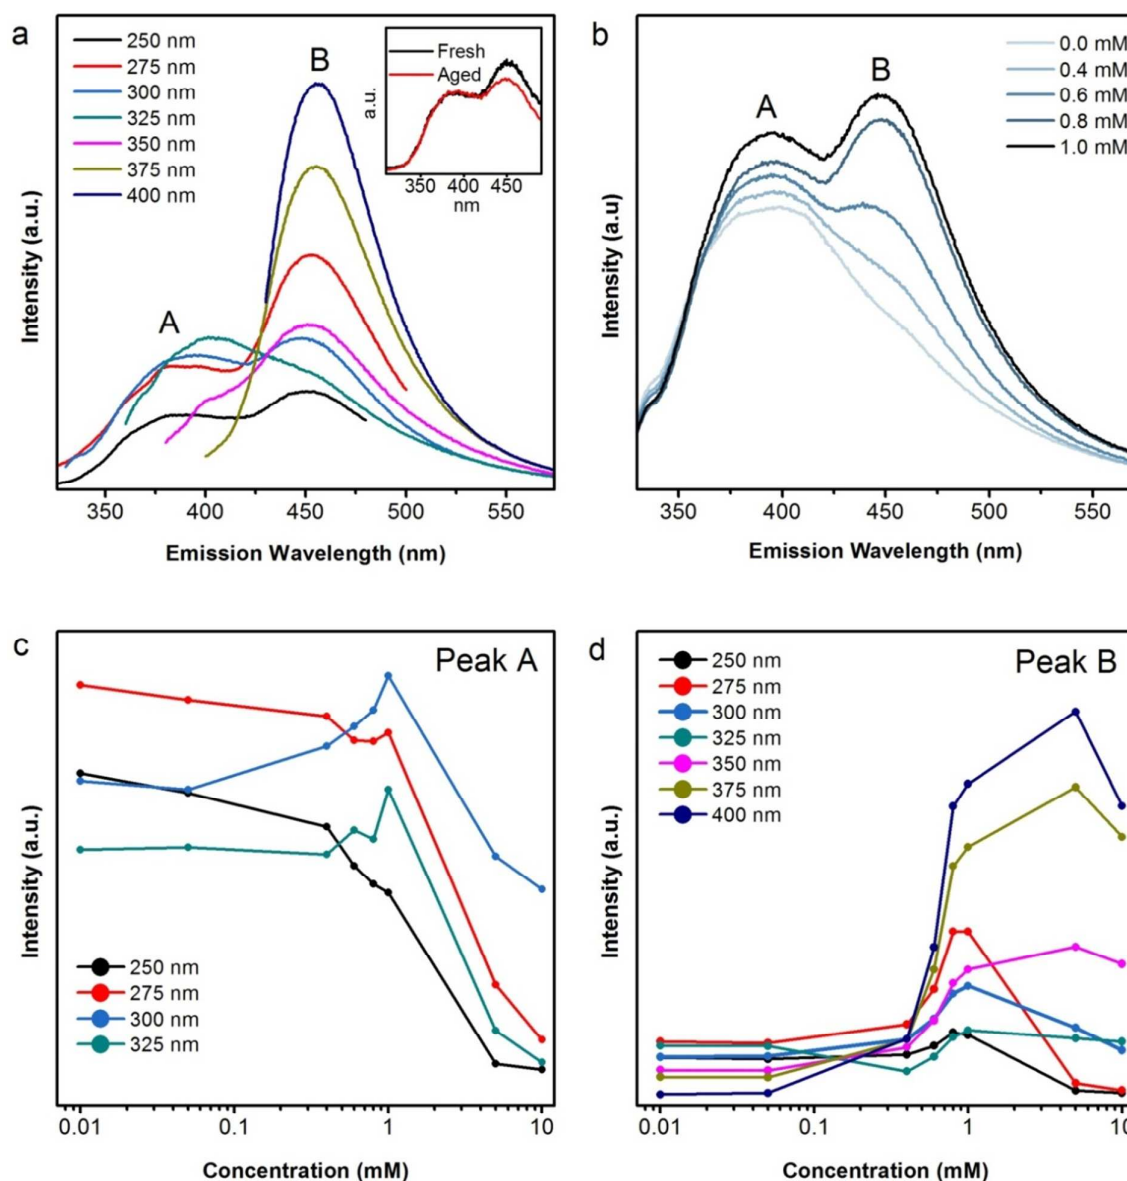 a
250 nm
275 nm
300 nm
325 nm
350 nm
375 nm
400 nm
A
B
Fresh
Aged
a.u.
350 400 450
nm
Intensity (a.u.)
350 400 450 500 550
Emission Wavelength (nm)
b
A
B
0.0 mM
0.4 mM
0.6 mM
0.8 mM
1.0 mM
Intensity (a.u)
350 400 450 500 550
Emission Wavelength (nm)
c
Peak A
250 nm
275 nm
300 nm
325 nm
Intensity (a.u.)
0.01 0.1 1 10
Concentration (mM)
d
Peak B
250 nm
275 nm
300 nm
325 nm
350 nm
375 nm
400 nm
Intensity (a.u.)
0.01 0.1 1 10
Concentration (mM)